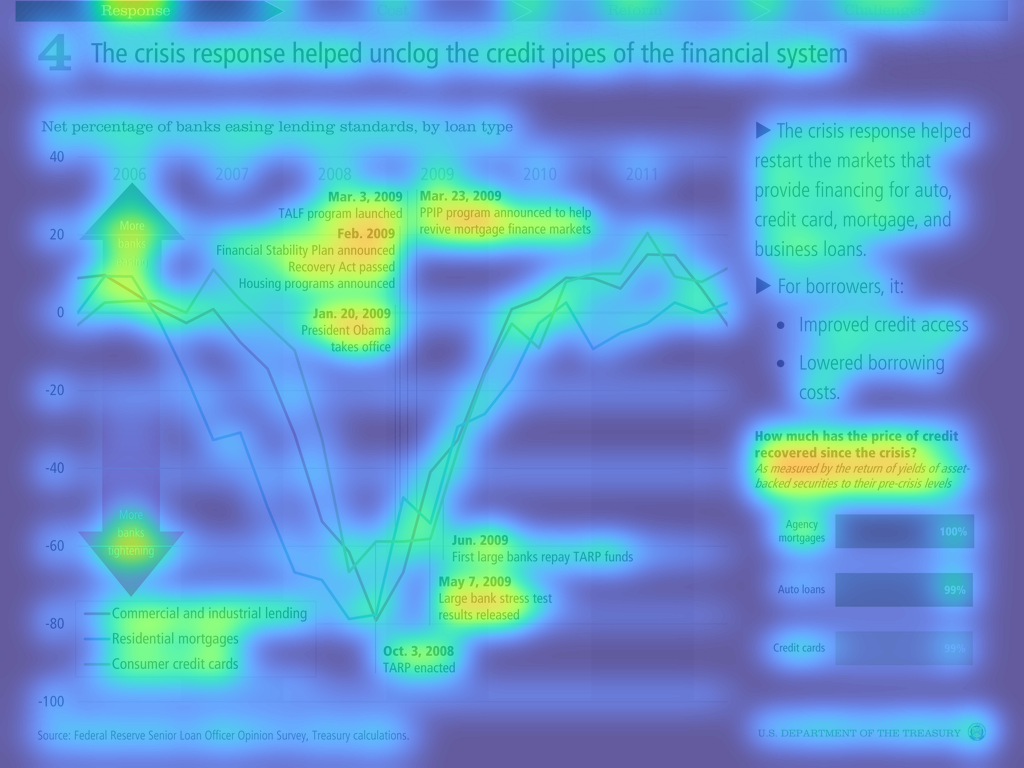 Response
4 The crisis response helped unclog the credit pipes of the financial system
Net percentage of banks easing lending standards, by loan type
40
20
0
-20
-40
-60
-80
-100
2006 2007 2008 2009 2010 2011
More
banks
Mar. 3, 2009
TALF program launched
Feb. 2009
Financial Stability Plan announced
Recovery Act passed
Housing programs announced
Jan. 20, 2009
President Obama
takes office
Mar. 23, 2009
PPIP program announced to help
revive mortgage finance markets
More
banks
tightening
Jun. 2009
First large banks repay TARP funds
May 7, 2009
Large bank stress test
results released
Oct. 3, 2008
TARP enacted
Commercial and industrial lending
Residential mortgages
Consumer credit cards
Source: Federal Reserve Senior Loan Officer Opinion Survey, Treasury calculations.
The crisis response helped
restart the markets that
provide financing for auto,
credit card, mortgage, and
business loans.
For borrowers, it:
• Improved credit access
• Lowered borrowing
costs.
How much has the price of credit
recovered since the crisis?
As measured by the return of yields of asset-
backed securities to their pre-crisis levels
Agency
mortgages
100%
Auto loans 99%
Credit cards 99%
U.S. DEPARTMENT OF THE TREASURY